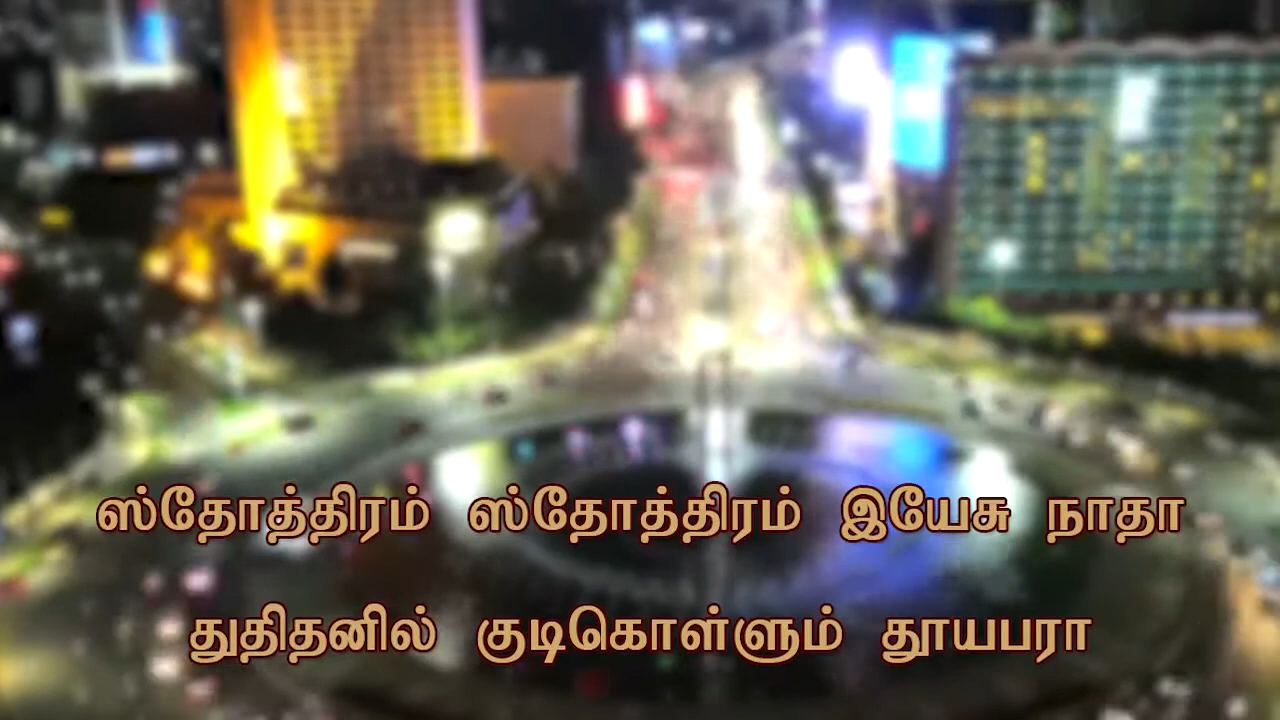 ஸ்தோத்திரம் ஸ்தோத்திரம் இயேசு நாதா
துதிதனில் குடிகொள்ளும் தூயபரா